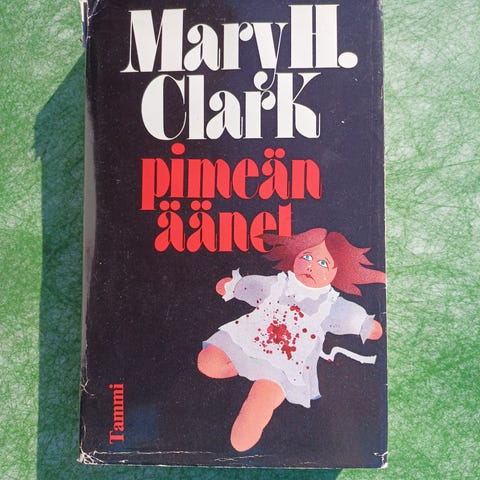 Mary H.
Clark
pimeän
äänet
Tammi